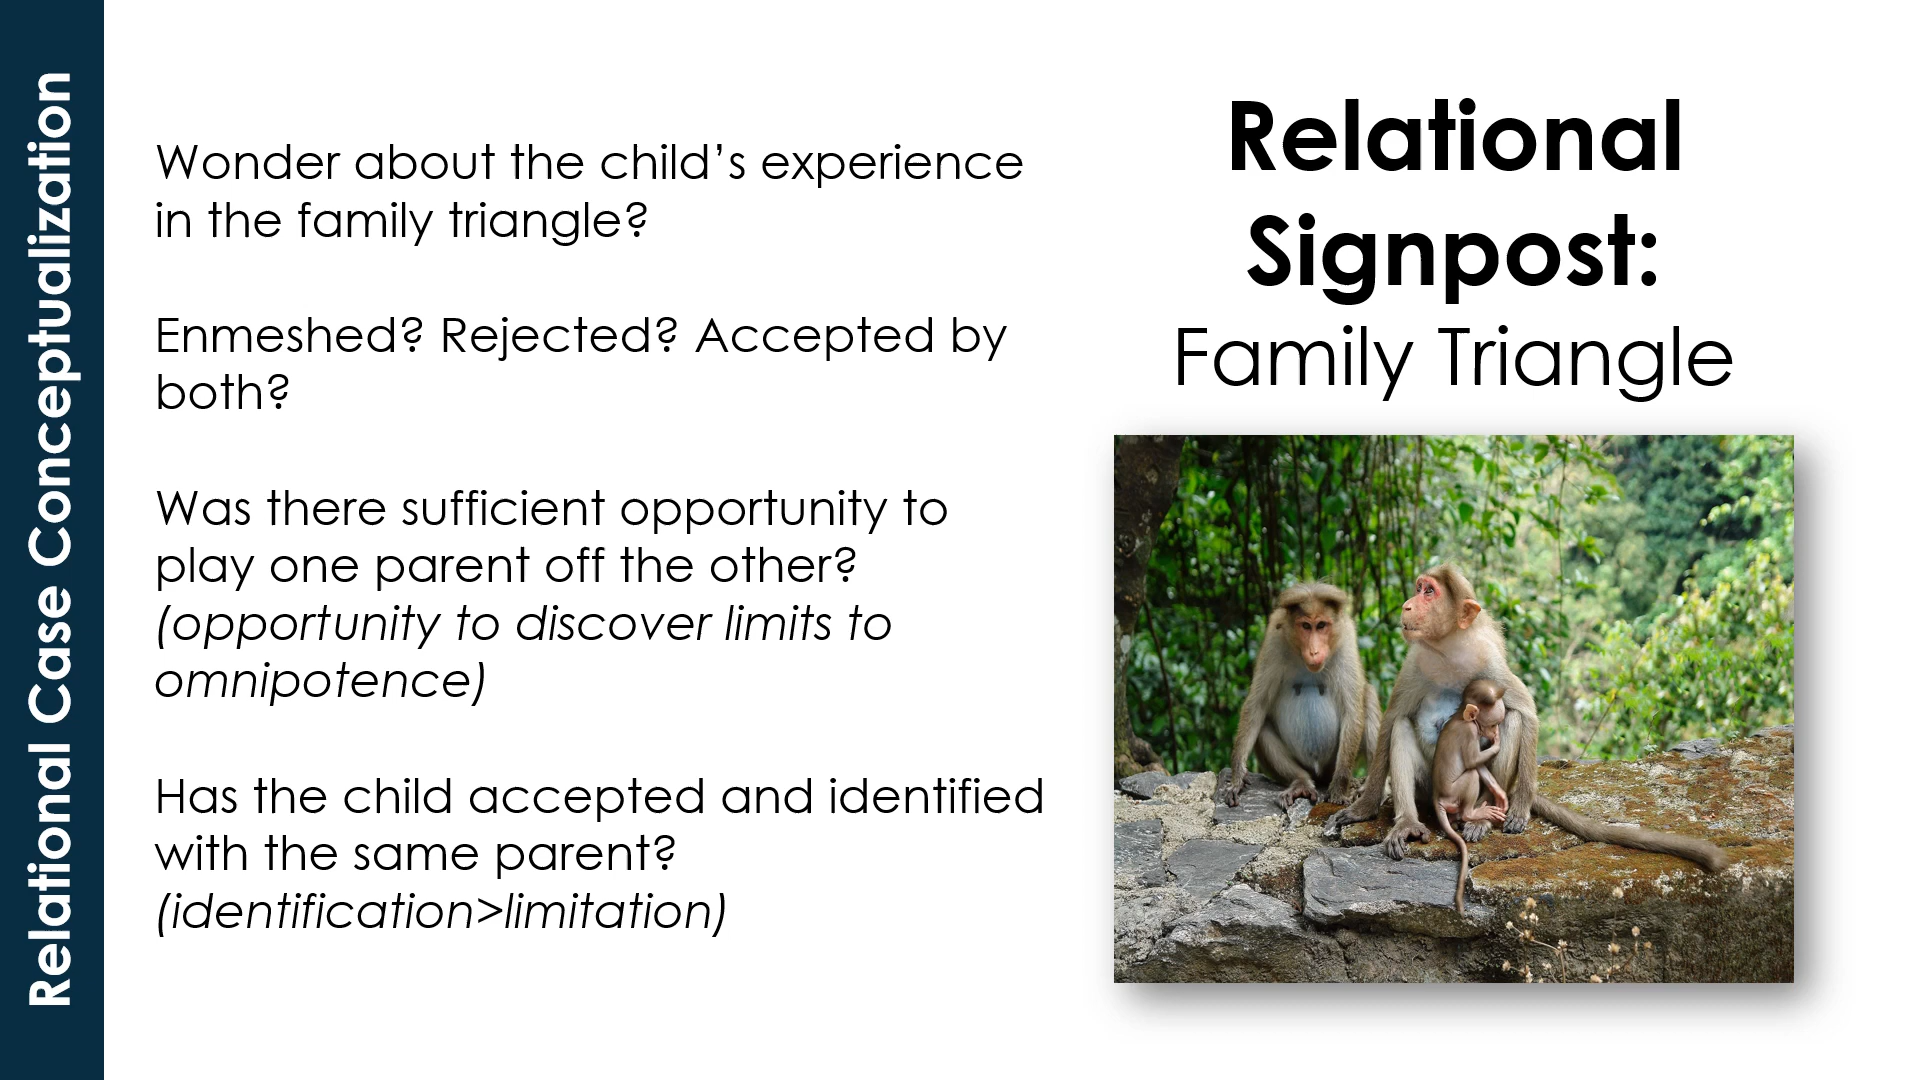 Relational Case Conceptualization
Wonder about the child’s experience
in the family triangle?
Enmeshed? Rejected? Accepted by
both?
Was there sufficient opportunity to
play one parent off the other?
(opportunity to discover limits to
omnipotence)
Has the child accepted and identified
with the same parent?
(identification>limitation)
Relational
Signpost:
Family Triangle